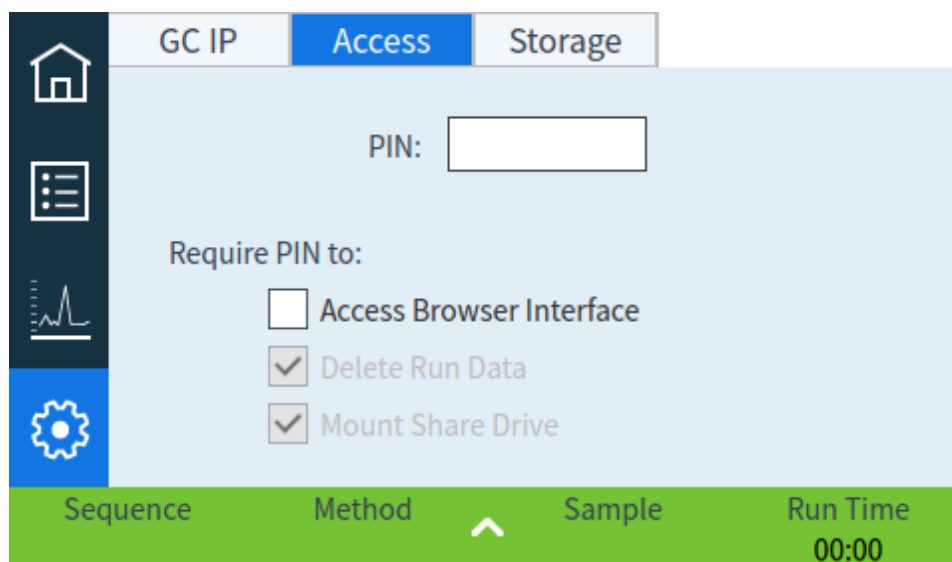 GC IP Access Storage
PIN:
Require PIN to:
Access Browser Interface
Delete Run Data
Mount Share Drive
Sequence Method Sample Run Time
00:00